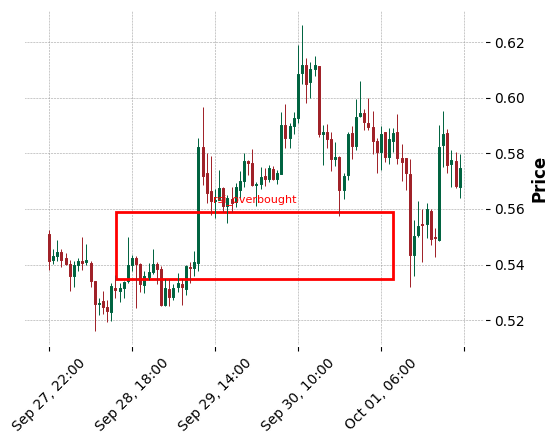 0.62
0.60
0.58
0.56
0.54
0.52
Price
overbought
Sep 27, 22:00
Sep 28, 18:00
Sep 29, 14:00
Sep 30, 10:00
Oct 01, 06:00